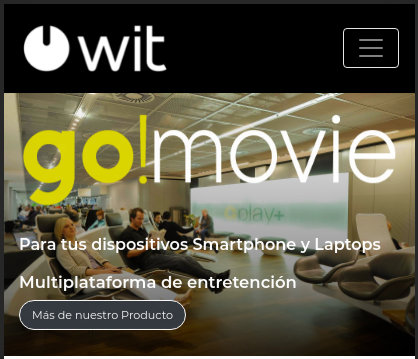 wit
go!movie
play+
Para tus dispositivos Smartphone y Laptops
Multiplataforma de entretención
Más de nuestro Producto